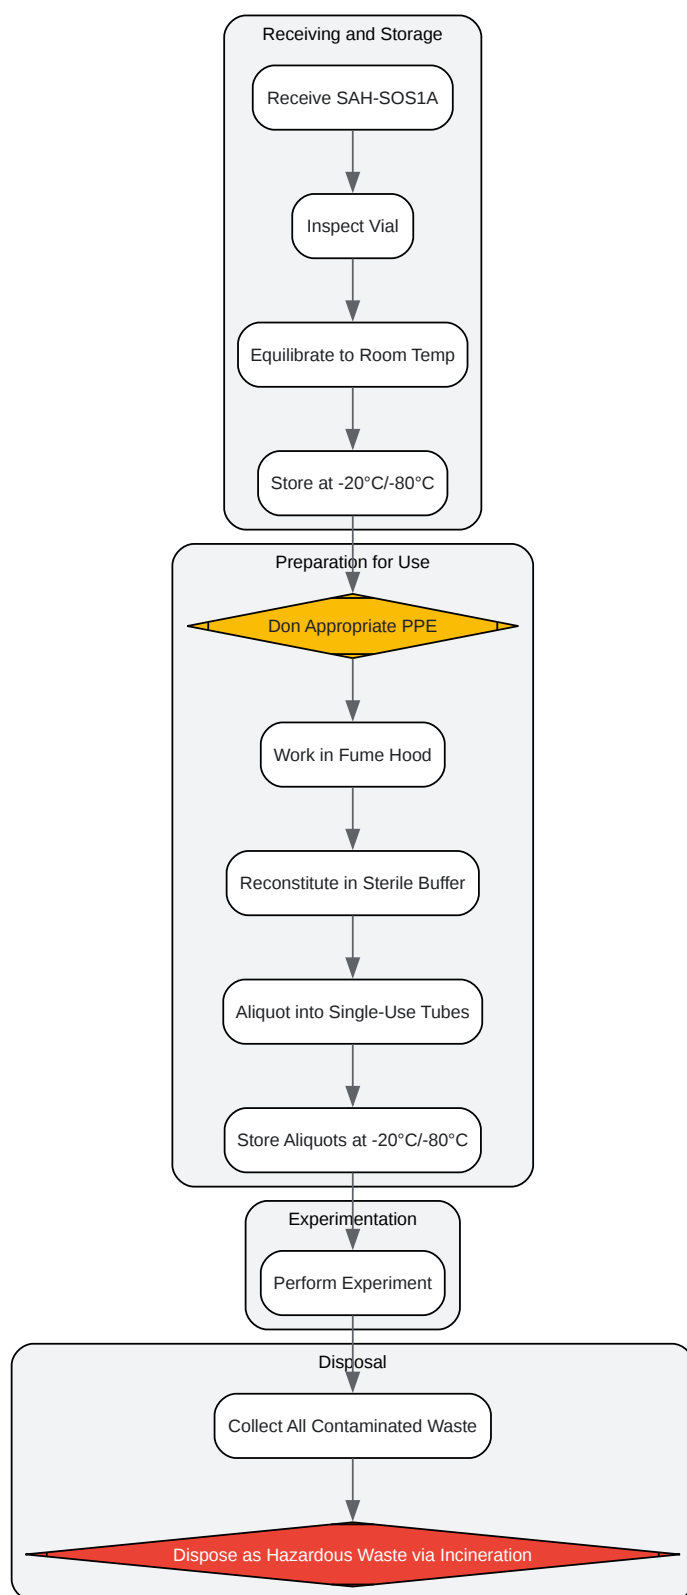 Receiving and Storage
Receive SAH-SOS1A
Inspect Vial
Equilibrate to Room Temp
Store at -20°C/-80°C
Preparation for Use
Don Appropriate PPE
Work in Fume Hood
Reconstitute in Sterile Buffer
Aliquot into Single-Use Tubes
Store Aliquots at -20°C/-80°C
Experimentation
Perform Experiment
Disposal
Collect All Contaminated Waste
Dispose as Hazardous Waste via Incineration